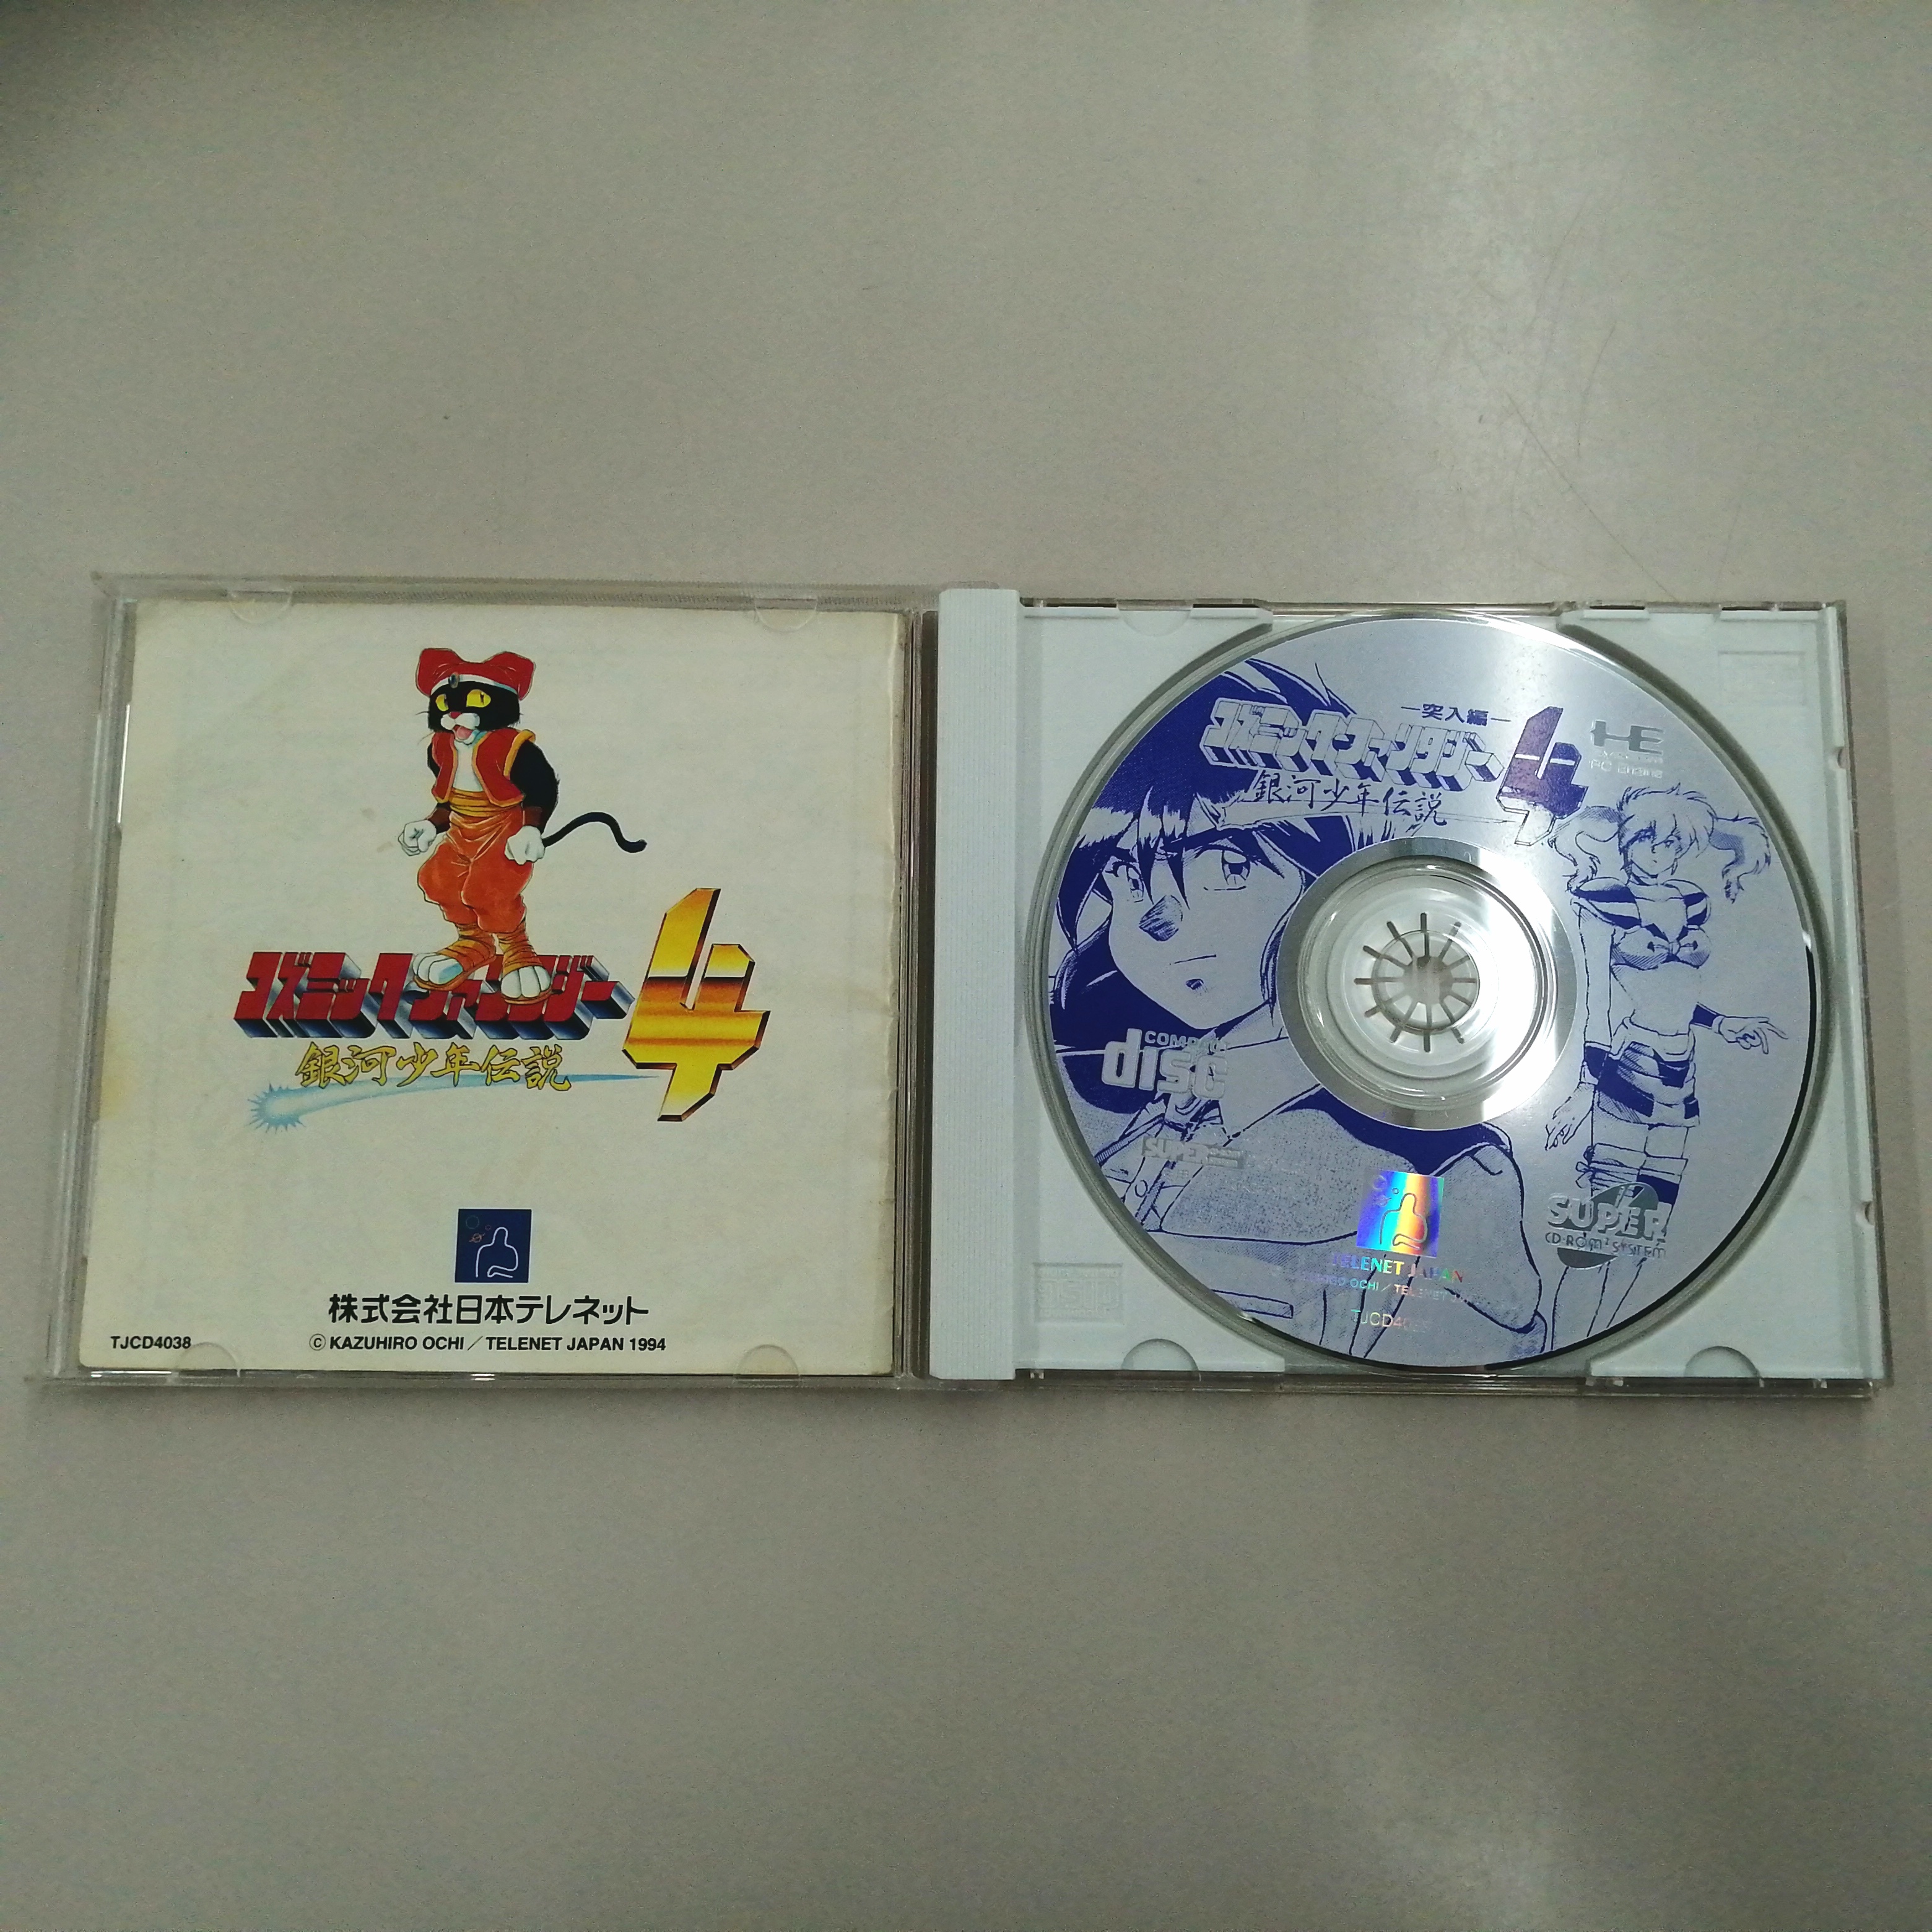 コズミック・ファンタジー4
銀河少年伝説
株式会社日本テレネット
TJCD4038
© KAZUHIRO OCHI / TELENET JAPAN 1994
―突入編―
コズミック・ファンタジー4
銀河少年伝説
HE
SYSTEM
PC Engine
COMPACT
disc
SUPER
CD-ROM² SYSTEM
TELENET JAPAN
OCHI / TELENET